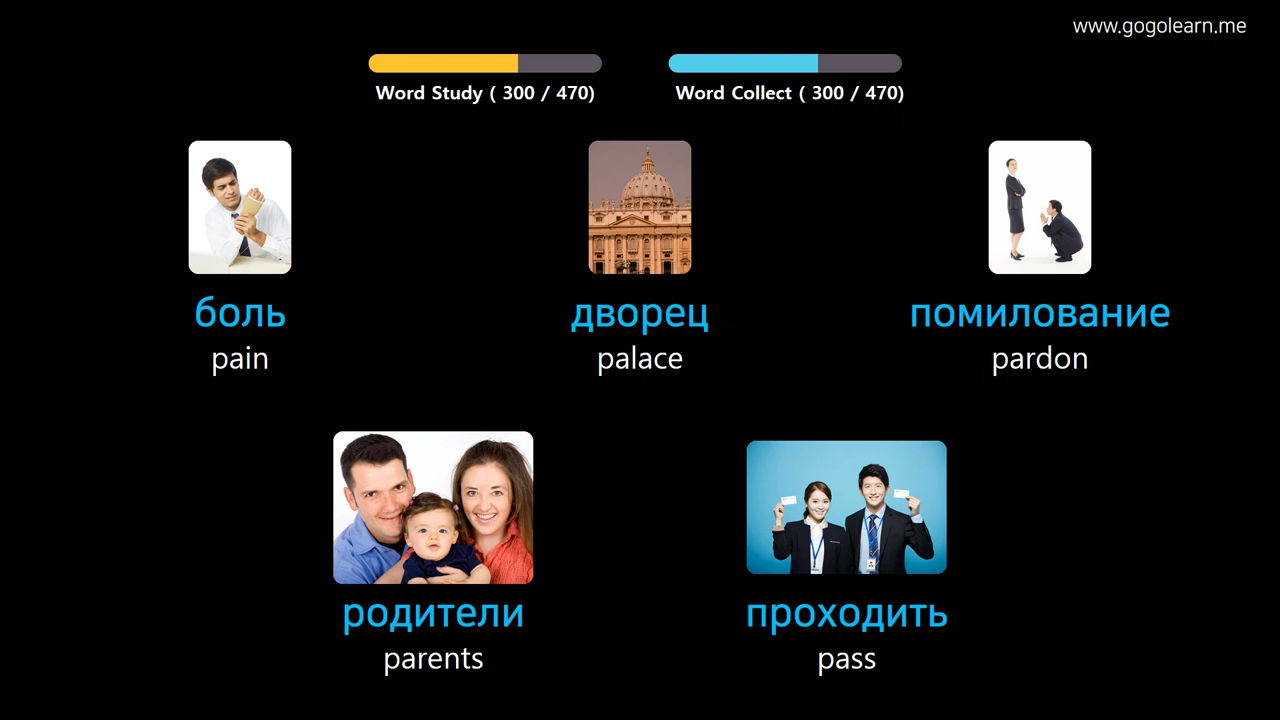 www.gogolearn.me
Word Study ( 300 / 470)
Word Collect ( 300 / 470)
боль
pain
дворец
palace
помилование
pardon
родители
parents
проходить
pass